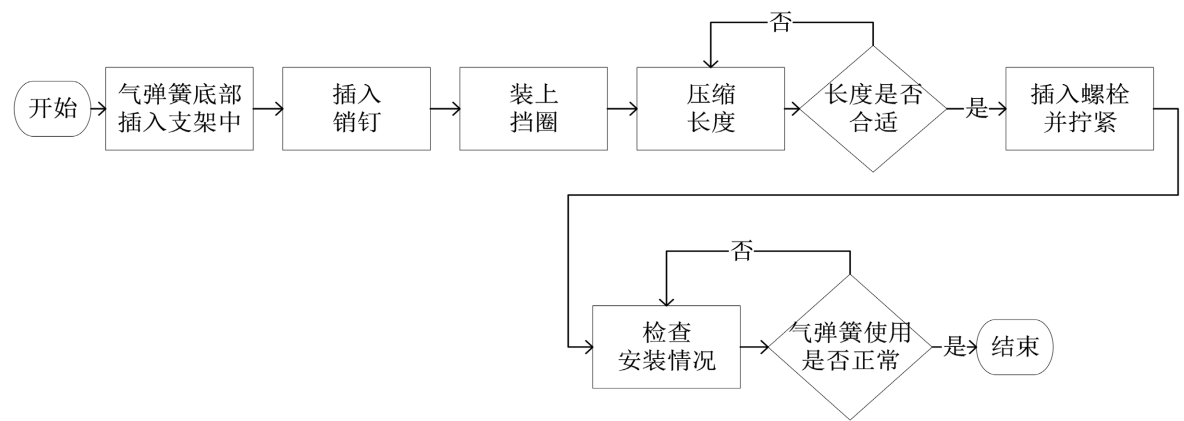 开始
气弹簧底部
插入支架中
插入
销钉
装上
挡圈
压缩
长度
否
长度是否
合适
是
插入螺栓
并拧紧
检查
安装情况
否
气弹簧使用
是否正常
是
结束